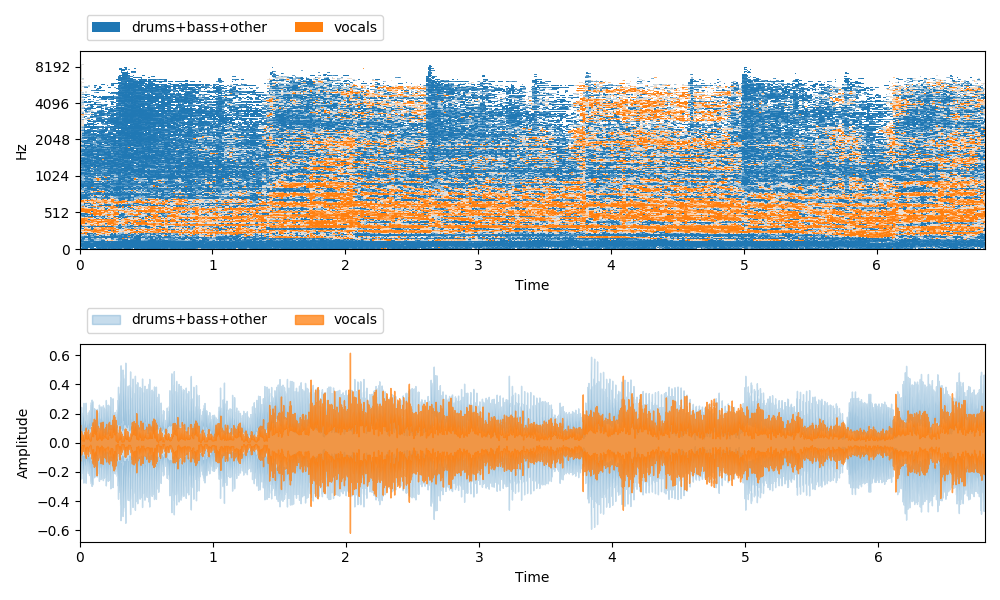 drums+bass+other vocals
8192
4096
2048
1024
512
0
Hz
0 1 2 3 4 5 6
Time
drums+bass+other vocals
0.6
0.4
0.2
0.0
−0.2
−0.4
−0.6
Amplitude
0 1 2 3 4 5 6
Time